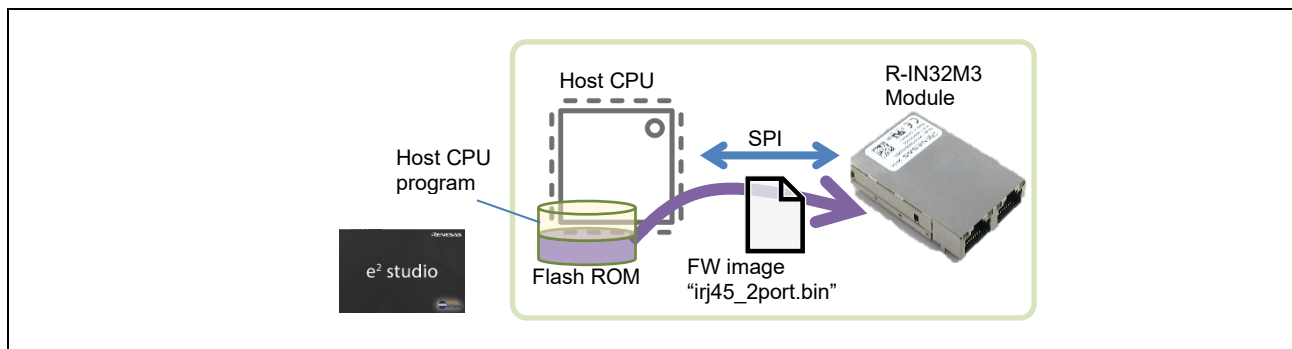 Host CPU
R-IN32M3
Module
SPI
Host CPU
program
RENESAS
e² studio
Flash ROM
FW image
“irj45_2port.bin”